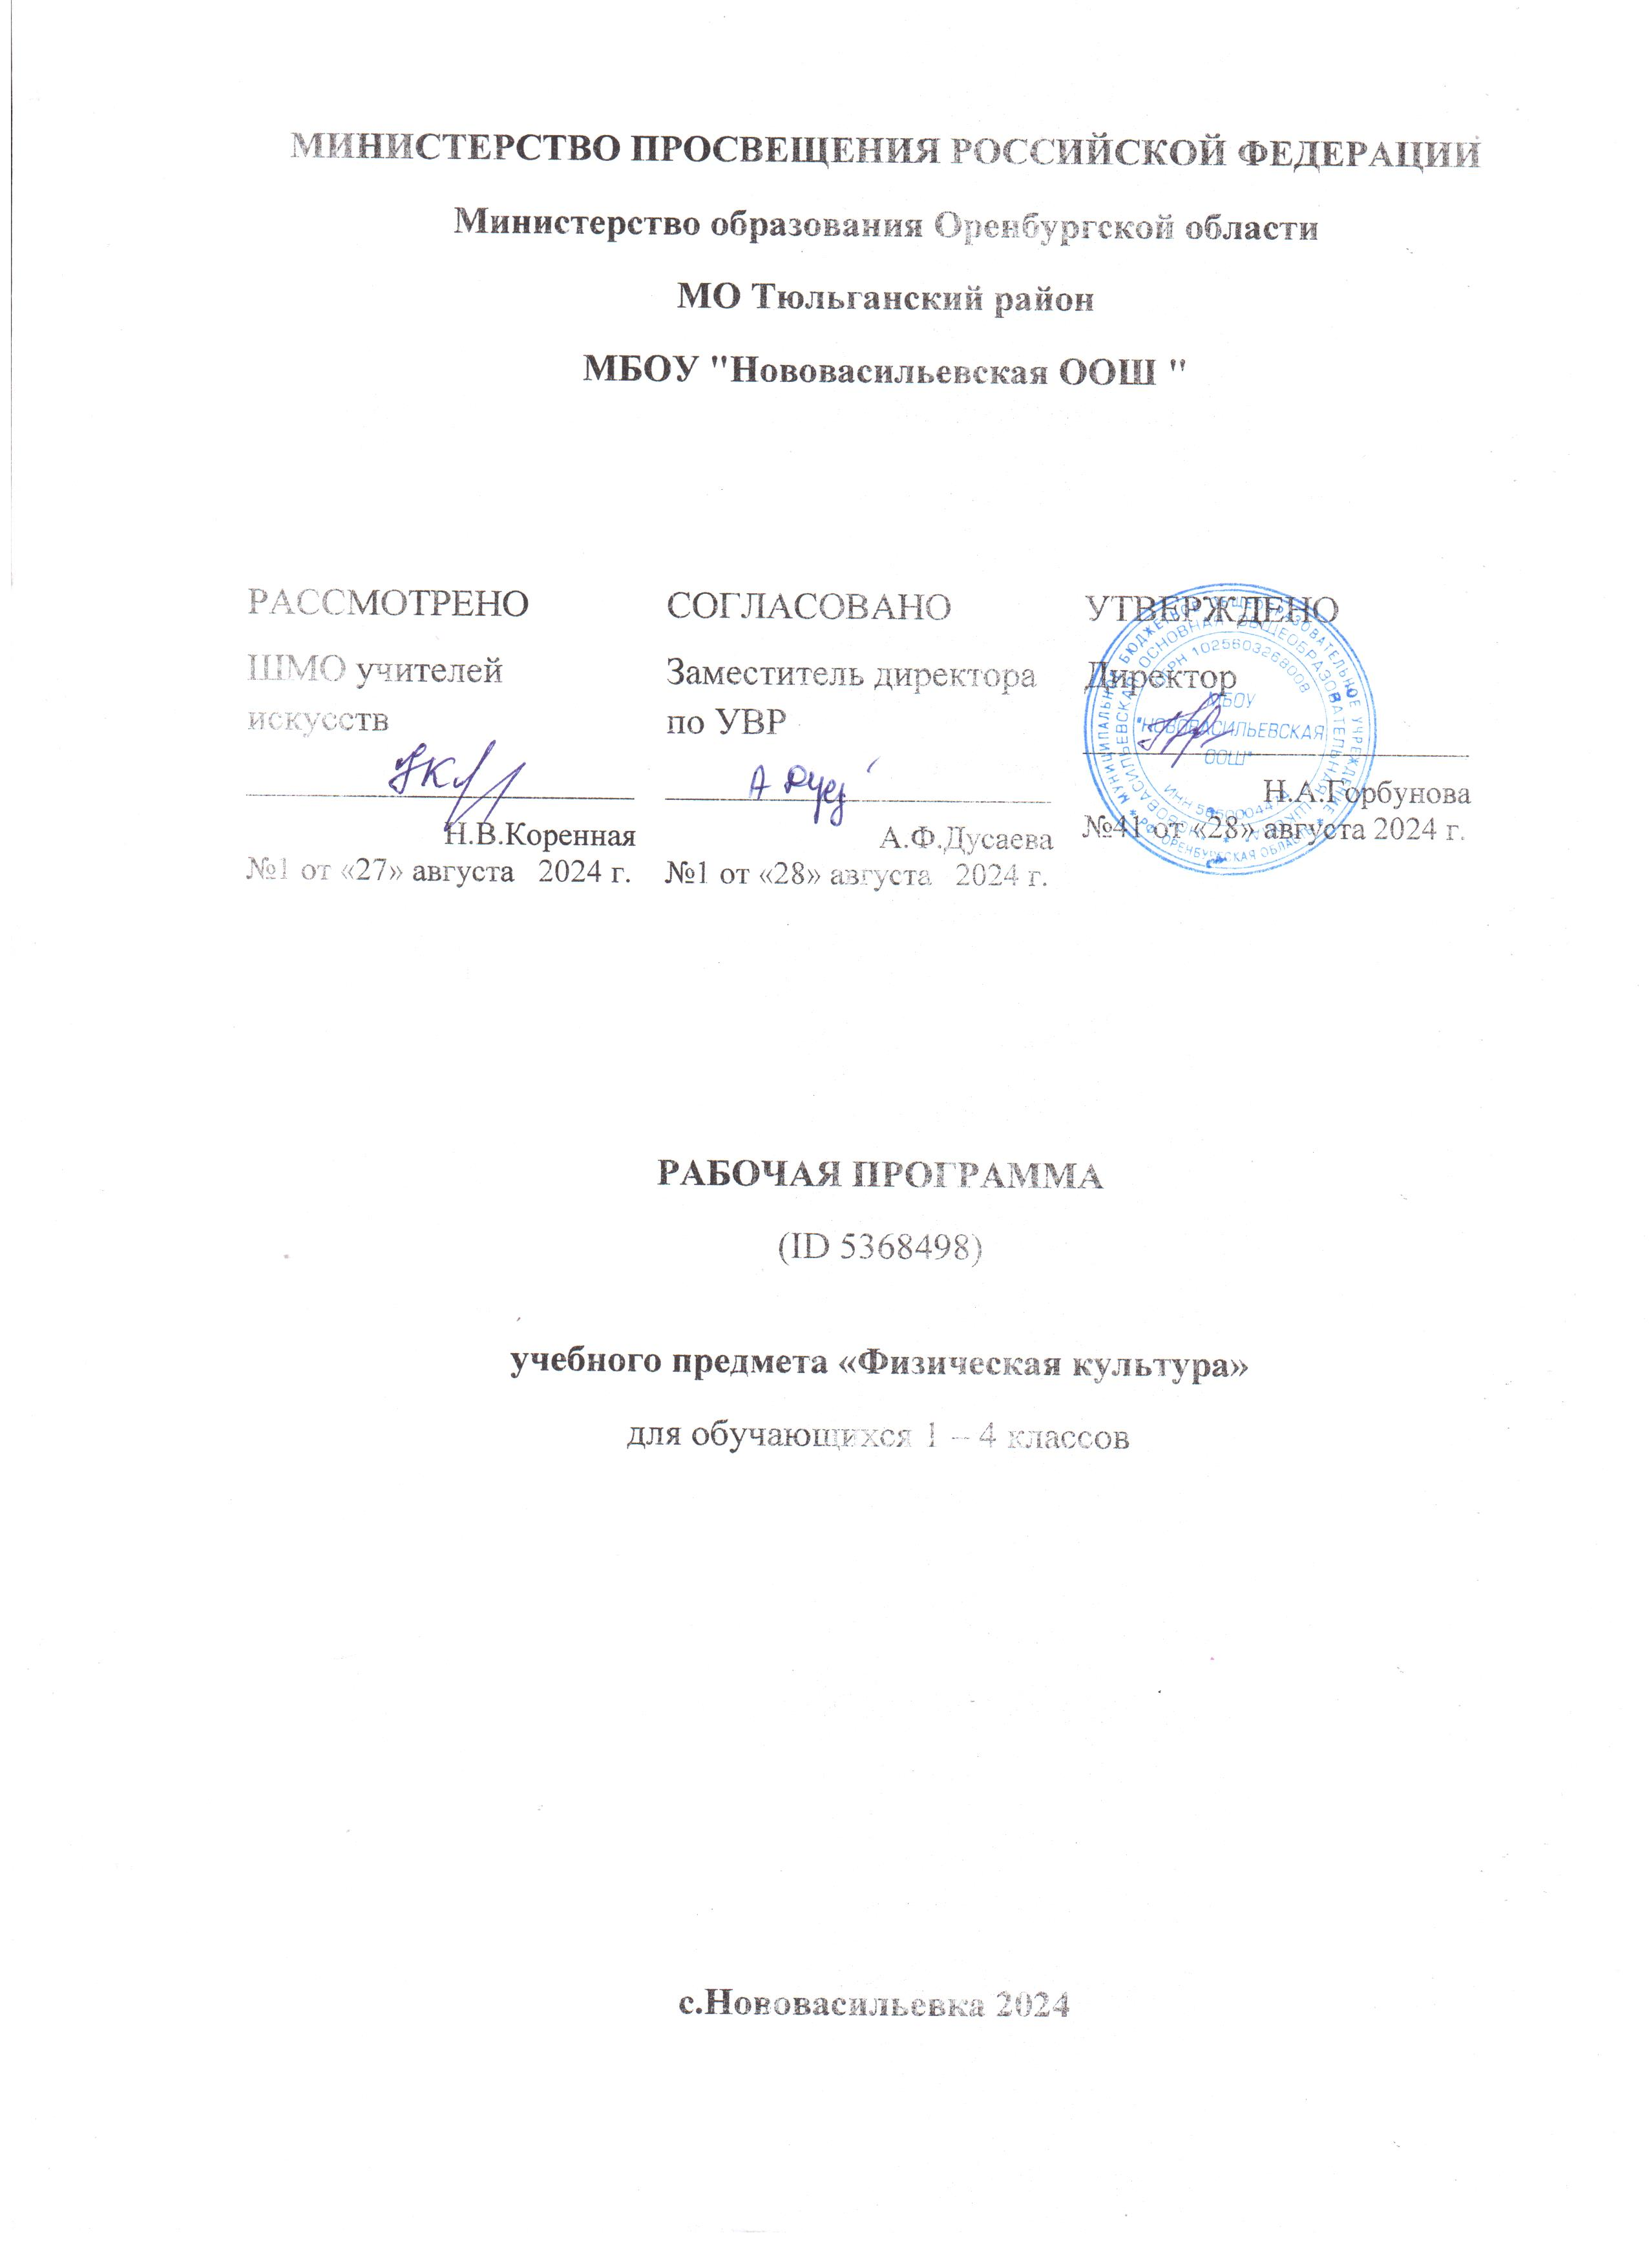 МИНИСТЕРСТВО ПРОСВЕЩЕНИЯ РОССИЙСКОЙ ФЕДЕРАЦИИ
Министерство образования Оренбургской области
МО Тюльганский район
МБОУ "Нововасильевская ООШ "
РАССМОТРЕНО
ШМО учителей
искусств
Н.В.Коренная
№1 от «27» августа 2024 г.
СОГЛАСОВАНО
Заместитель директора
по УВР
А.Ф.Дусаева
№1 от «28» августа 2024 г.
УТВЕРЖДЕНО
Директор
Н.А.Горбунова
№41 от «28» августа 2024 г.
МБОУ
"НОВОВАСИЛЬЕВСКАЯ
ООШ"
РАБОЧАЯ ПРОГРАММА
(ID 5368498)
учебного предмета «Физическая культура»
для обучающихся 1 – 4 классов
с.Нововасильевка 2024